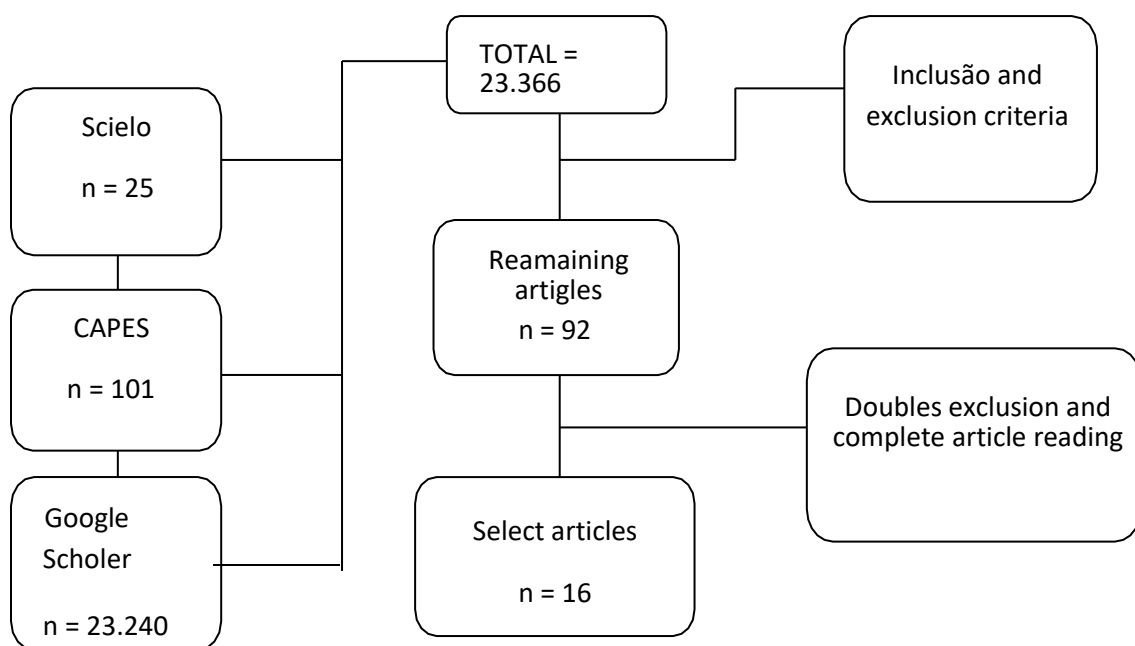 Scielo
n = 25
CAPES
n = 101
Google
Scholer
n = 23.240
TOTAL =
23.366
Inclusão and
exclusion criteria
Reamaining
artigles
n = 92
Doubles exclusion and
complete article reading
Select articles
n = 16